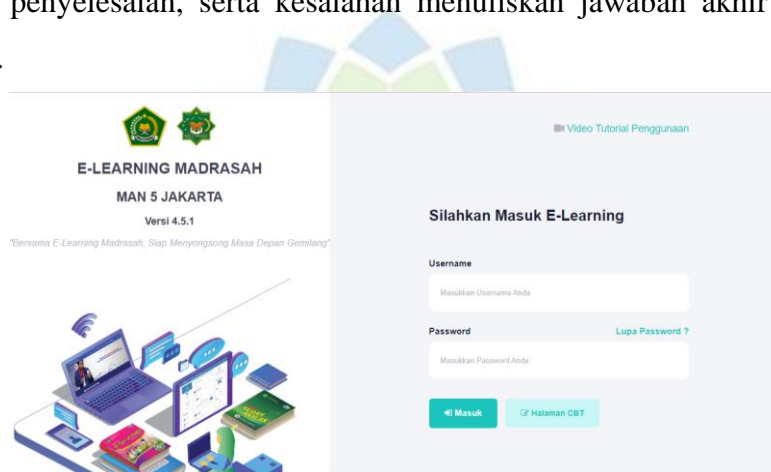 penyelesaian, serta kesalahan menuliskan jawaban akhir
.
Video Tutorial Penggunaan
E-LEARNING MADRASAH
MAN 5 JAKARTA
Versi 4.5.1
"Bersama E-Learning Madrasah, Siap Menyongsong Masa Depan Gemilang"
Silahkan Masuk E-Learning
Username
Masukkan Username Anda
Password
Lupa Password ?
Masukkan Password Anda
Masuk
Halaman CBT